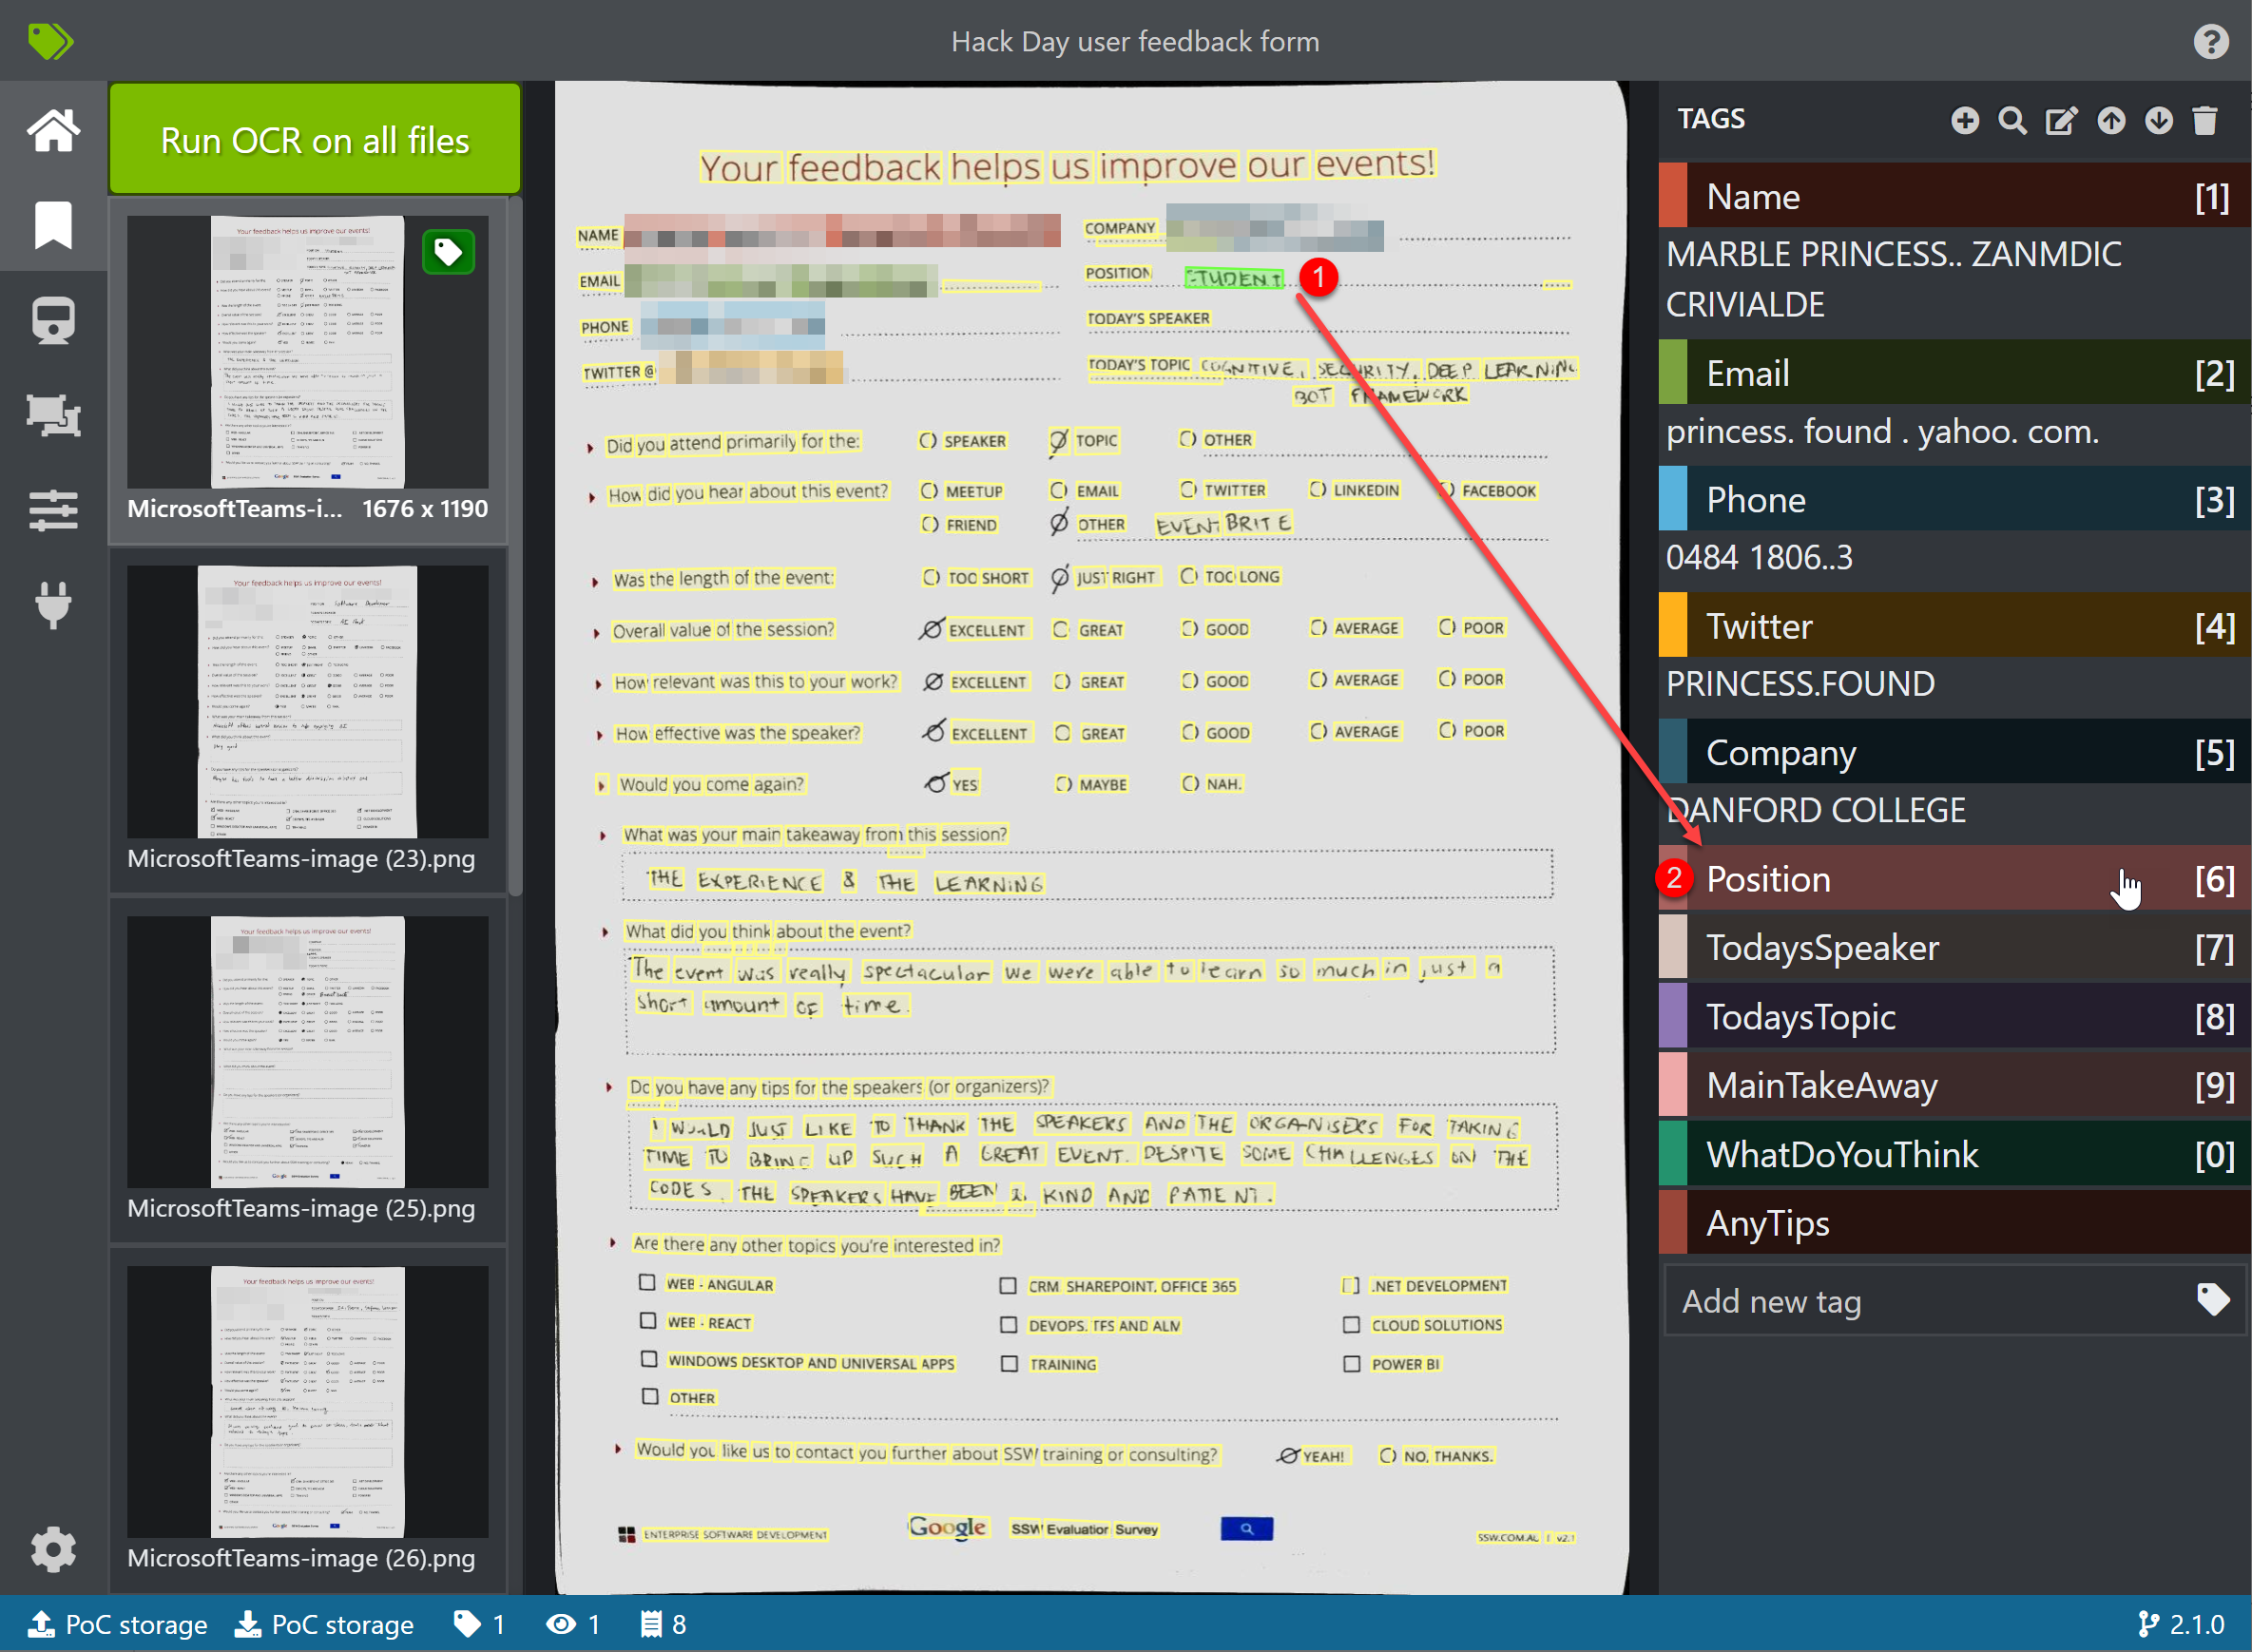 Hack Day user feedback form
Run OCR on all files
MicrosoftTeams-i... 1676 x 1190
MicrosoftTeams-image (23).png
MicrosoftTeams-image (25).png
MicrosoftTeams-image (26).png
Your feedback helps us improve our events!
NAME
COMPANY
EMAIL
POSITION STUDENT
1
PHONE
TODAY'S SPEAKER
TWITTER @
TODAY'S TOPIC COGNITIVE, SECURITY, DEEP LEARNING
BOT FRAMEWORK
Did you attend primarily for the: SPEAKER TOPIC OTHER
How did you hear about this event? MEETUP EMAIL TWITTER LINKEDIN FACEBOOK
FRIEND OTHER EVENTBRITE
Was the length of the event: TOO SHORT JUST RIGHT TOO LONG
Overall value of the session? EXCELLENT GREAT GOOD AVERAGE POOR
How relevant was this to your work? EXCELLENT GREAT GOOD AVERAGE POOR
How effective was the speaker? EXCELLENT GREAT GOOD AVERAGE POOR
Would you come again? YES MAYBE NAH.
What was your main takeaway from this session?
THE EXPERIENCE & THE LEARNING
What did you think about the event?
The event was really spectacular we were able to learn so much in just a
short amount of time.
Do you have any tips for the speakers (or organizers)?
I WOULD JUST LIKE TO THANK THE SPEAKERS AND THE ORGANISERS FOR TAKING
TIME TO BRING UP SUCH A GREAT EVENT. DESPITE SOME CHALLENGES ON THE
CODES, THE SPEAKERS HAVE BEEN KIND AND PATIENT.
Are there any other topics you're interested in?
WEB - ANGULAR CRM, SHAREPOINT, OFFICE 365 .NET DEVELOPMENT
WEB - REACT DEVOPS, TFS AND ALM CLOUD SOLUTIONS
WINDOWS DESKTOP AND UNIVERSAL APPS TRAINING POWER BI
OTHER
Would you like us to contact you further about SSW training or consulting? YEAH! NO, THANKS.
ENTERPRISE SOFTWARE DEVELOPMENT Google SSW Evaluation Survey SSW.COM.AU v2.1
TAGS
Name [1]
MARBLE PRINCESS.. ZANMDIC
CRIVIALDE
Email [2]
princess. found . yahoo. com.
Phone [3]
0484 1806..3
Twitter [4]
PRINCESS.FOUND
Company [5]
DANFORD COLLEGE
2 Position [6]
TodaysSpeaker [7]
TodaysTopic [8]
MainTakeAway [9]
WhatDoYouThink [0]
AnyTips
Add new tag
PoC storage PoC storage 1 1 8 2.1.0